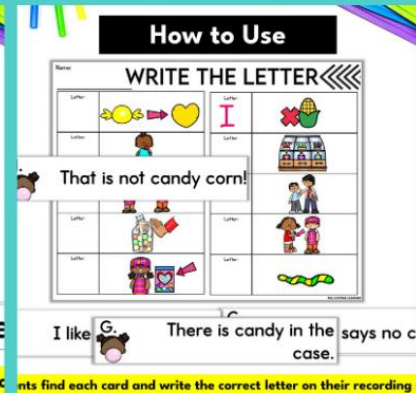 How to Use
Name:
WRITE THE LETTER
Letter:
Letter:
I
Letter:
Letter:
That is not candy corn!
Letter:
Letter:
Letter:
Letter:
Letter:
I like
G.
There is candy in the
case.
says no c
nts find each card and write the correct letter on their recording